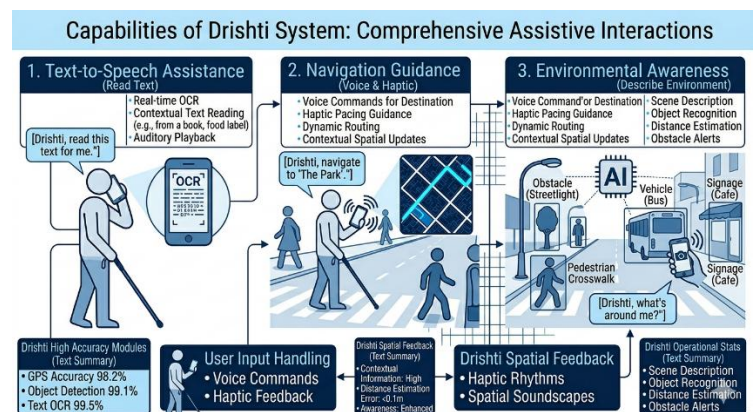 Capabilities of Drishti System: Comprehensive Assistive Interactions
1. Text-to-Speech Assistance
(Read Text)
• Real-time OCR
• Contextual Text Reading
(e.g., from a book, food label)
• Auditory Playback
[Drishti, read this
text for me."]
OCR
2. Navigation Guidance
(Voice & Haptic)
• Voice Commands for Destination
• Haptic Pacing Guidance
• Dynamic Routing
• Contextual Spatial Updates
[Drishti, navigate
to "The Park'."]
3. Environmental Awareness
(Describe Environment)
• Voice Command'or Dotination
• Haptic Pacing Guidance
• Dynamic Routing
• Contextual Spatial Updates
• Scene Description
• Object Recognition
• Distance Estimation
• Obstacle Alerts
AI
Obstacle
(Streetlight)
Vehicle
(Bus)
Signage
(Cafe)
Pedestrian
Crosswalk
Signage
(Cafe)
[Drishti, what's
around me?"]
Drishti High Accuracy Modules
(Text Summary)
• GPS Accuracy 98.2%
• Object Detection 99.1%
• Text OCR 99.5%
User Input Handling
• Voice Commands
• Haptic Feedback
Drishti Spatial Feedback
(Text Summary)
• Contextual
Information: High
• Distance Estimation
Error: <0.1m
• Awareness: Enhanced
Drishti Spatial Feedback
• Haptic Rhythms
• Spatial Soundscapes
Drishti Operational Stats
(Text Summary)
• Scene Description
• Object Recognition
• Distance Estimation
• Obstacle Alerts